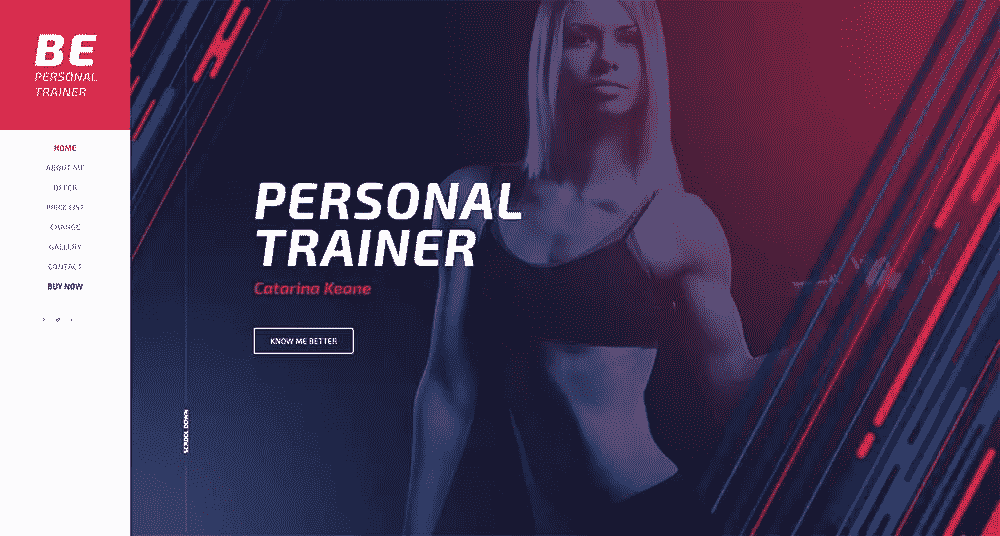 BE
PERSONAL
TRAINER
HOME
ABOUT ME
OFFER
PRICE LIST
CHANGE
GALLERY
CONTACT
BUY NOW
PERSONAL
TRAINER
Catarina Keane
KNOW ME BETTER
SCROLL DOWN